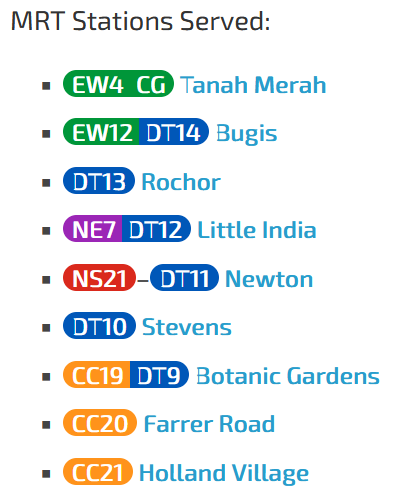 MRT Stations Served:
EW4 CG Tanah Merah
EW12 DT14 Bugis
DT13 Rochor
NE7 DT12 Little India
NS21–DT11 Newton
DT10 Stevens
CC19 DT9 Botanic Gardens
CC20 Farrer Road
CC21 Holland Village